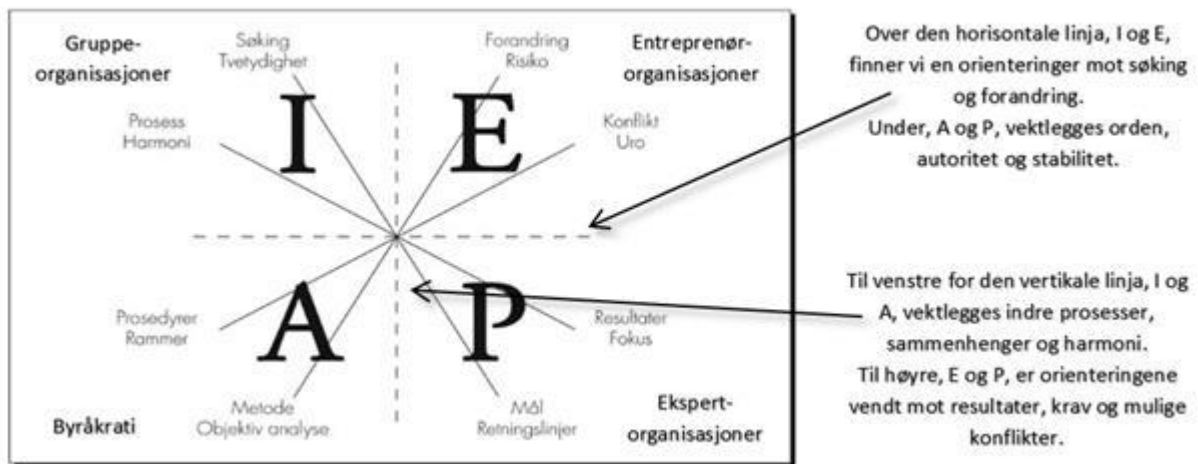 Gruppe-
organisasjoner
Søking
Tvetydighet
Forandring
Risiko
Entreprenør-
organisasjoner
Prosess
Harmoni
I
E
Konflikt
Uro
Prosedyrer
Rammer
A
P
Resultater
Fokus
Byråkrati
Metode
Objektiv analyse
Mål
Retningslinjer
Ekspert-
organisasjoner
Over den horisontale linja, I og E,
finner vi en orienteringer mot søking
og forandring.
Under, A og P, vektlegges orden,
autoritet og stabilitet.
Til venstre for den vertikale linja, I og
A, vektlegges indre prosesser,
sammenhenger og harmoni.
Til høyre, E og P, er orienteringene
vendt mot resultater, krav og mulige
konflikter.